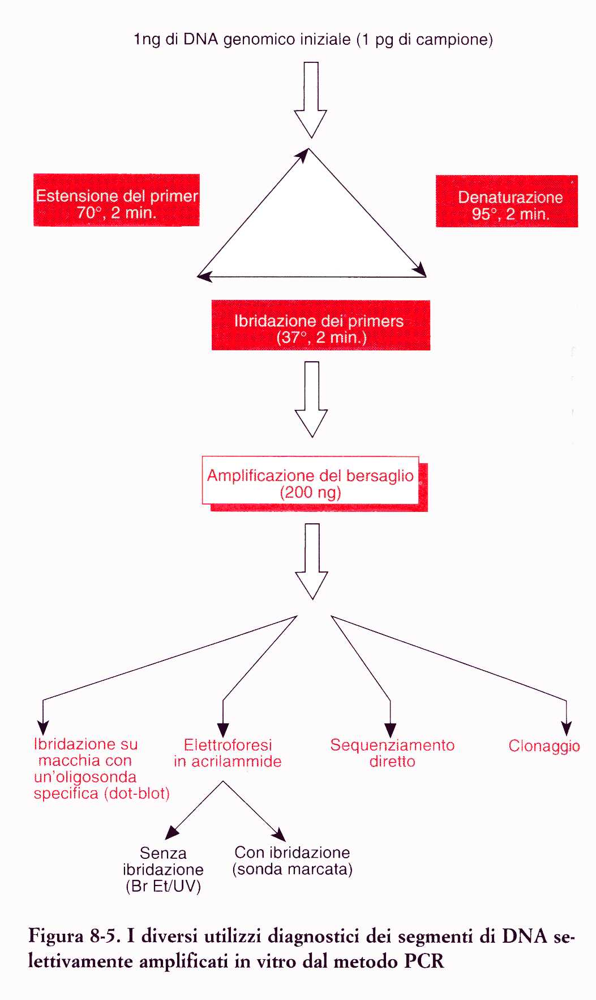 1ng di DNA genomico iniziale (1 pg di campione)
Estensione del primer
70°, 2 min.
Denaturazione
95°, 2 min.
Ibridazione dei primers
(37°, 2 min.)
Amplificazione del bersaglio
(200 ng)
Ibridazione su
macchia con
un'oligosonda
specifica (dot-blot)
Elettroforesi
in acrilammide
Sequenziamento
diretto
Clonaggio
Senza
ibridazione
(Br Et/UV)
Con ibridazione
(sonda marcata)
Figura 8-5. I diversi utilizzi diagnostici dei segmenti di DNA se-
lettivamente amplificati in vitro dal metodo PCR